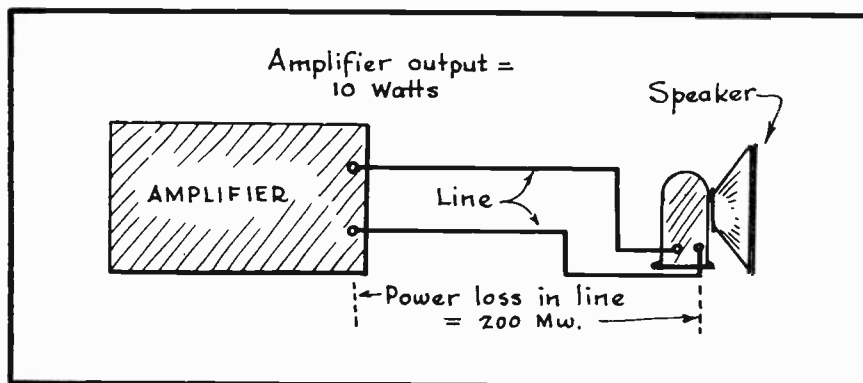 Amplifier output =
10 Watts
Speaker
AMPLIFIER
Line
Power loss in line
= 200 Mw.